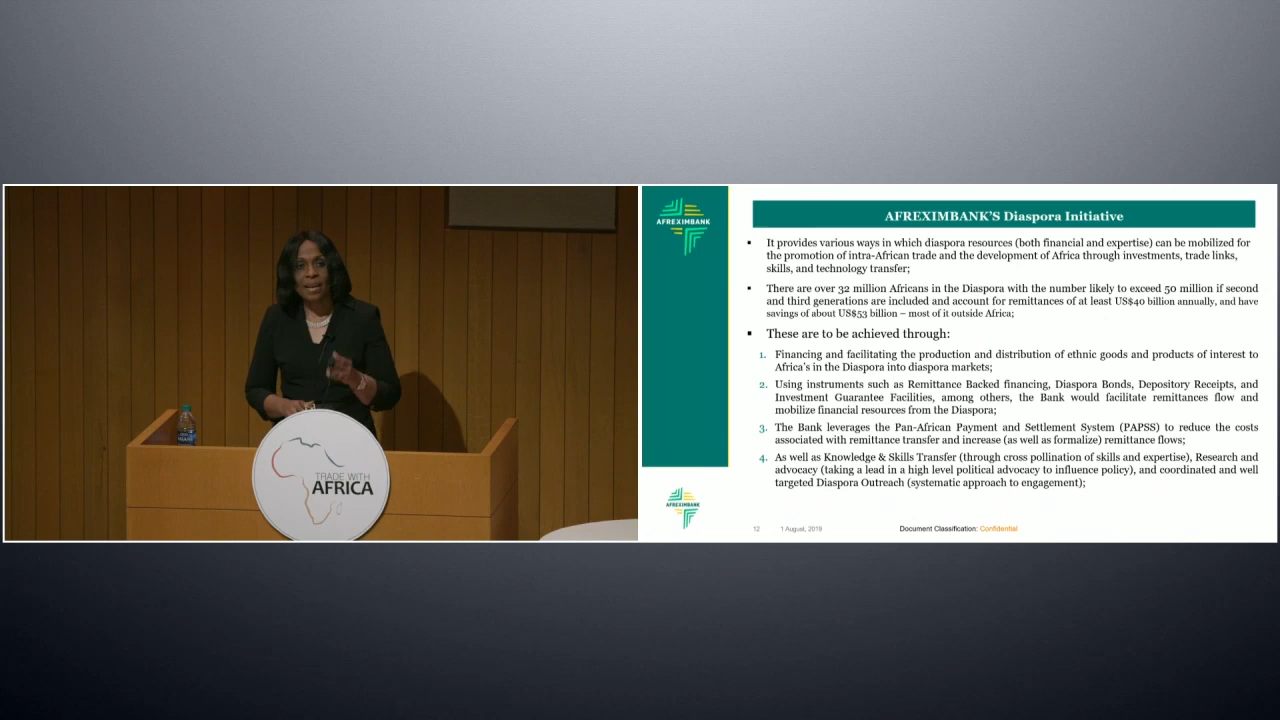 TRADE WITH
AFRICA
AFREXIMBANK
AFREXIMBANK'S Diaspora Initiative
▪ It provides various ways in which diaspora resources (both financial and expertise) can be mobilized for
the promotion of intra-African trade and the development of Africa through investments, trade links,
skills, and technology transfer;
▪ There are over 32 million Africans in the Diaspora with the number likely to exceed 50 million if second
and third generations are included and account for remittances of at least US$40 billion annually, and have
savings of about US$53 billion – most of it outside Africa;
▪ These are to be achieved through:
1. Financing and facilitating the production and distribution of ethnic goods and products of interest to
Africa's in the Diaspora into diaspora markets;
2. Using instruments such as Remittance Backed financing, Diaspora Bonds, Depository Receipts, and
Investment Guarantee Facilities, among others, the Bank would facilitate remittances flow and
mobilize financial resources from the Diaspora;
3. The Bank leverages the Pan-African Payment and Settlement System (PAPSS) to reduce the costs
associated with remittance transfer and increase (as well as formalize) remittance flows;
4. As well as Knowledge & Skills Transfer (through cross pollination of skills and expertise), Research and
advocacy (taking a lead in a high level political advocacy to influence policy), and coordinated and well
targeted Diaspora Outreach (systematic approach to engagement);
AFREXIMBANK
12 1 August, 2019 Document Classification: Confidential